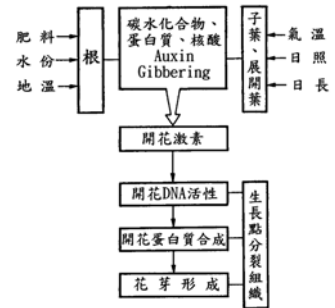 肥料
水份
地溫
根
碳水化合物、
蛋白質、核酸
Auxin
Gibbering
子葉、展開葉
氣溫
日照
日長
開花激素
開花DNA活性
開花蛋白質合成
花芽形成
生長點分裂組織